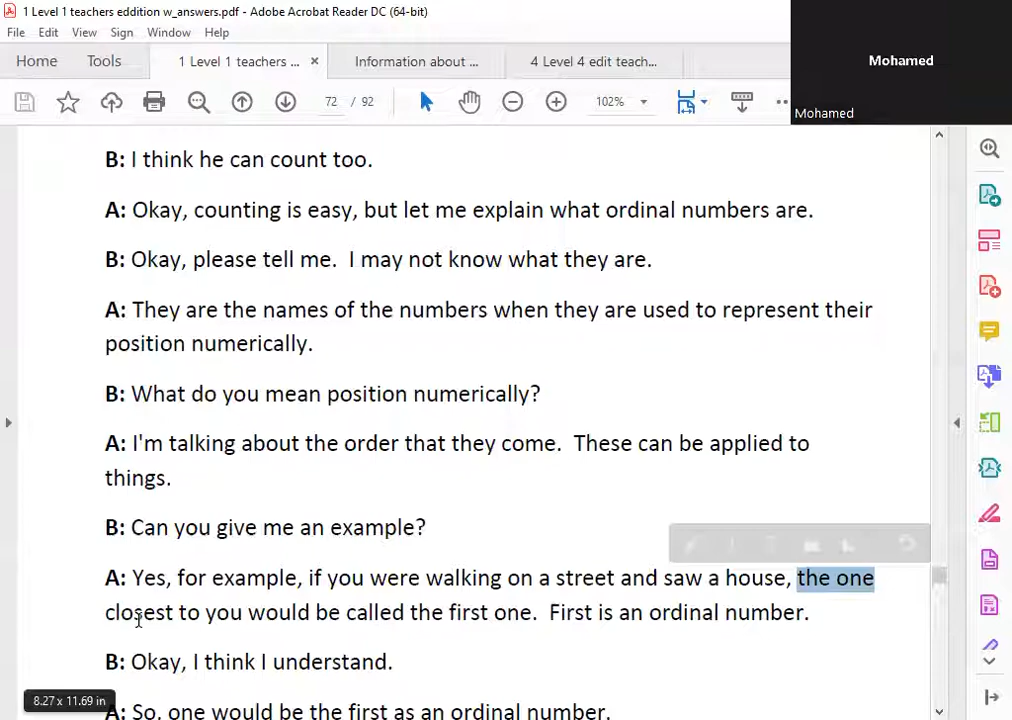 1 Level 1 teachers eddition w_answers.pdf - Adobe Acrobat Reader DC (64-bit)
File Edit View Sign Window Help
Home Tools 1 Level 1 teachers ... × Information about ... 4 Level 4 edit teach...
72 / 92 102%
Mohamed
Mohamed
B: I think he can count too.
A: Okay, counting is easy, but let me explain what ordinal numbers are.
B: Okay, please tell me. I may not know what they are.
A: They are the names of the numbers when they are used to represent their
position numerically.
B: What do you mean position numerically?
A: I'm talking about the order that they come. These can be applied to
things.
B: Can you give me an example?
A: Yes, for example, if you were walking on a street and saw a house, the one
closest to you would be called the first one. First is an ordinal number.
B: Okay, I think I understand.
8.27 x 11.69 in
A: So, one would be the first as an ordinal number.